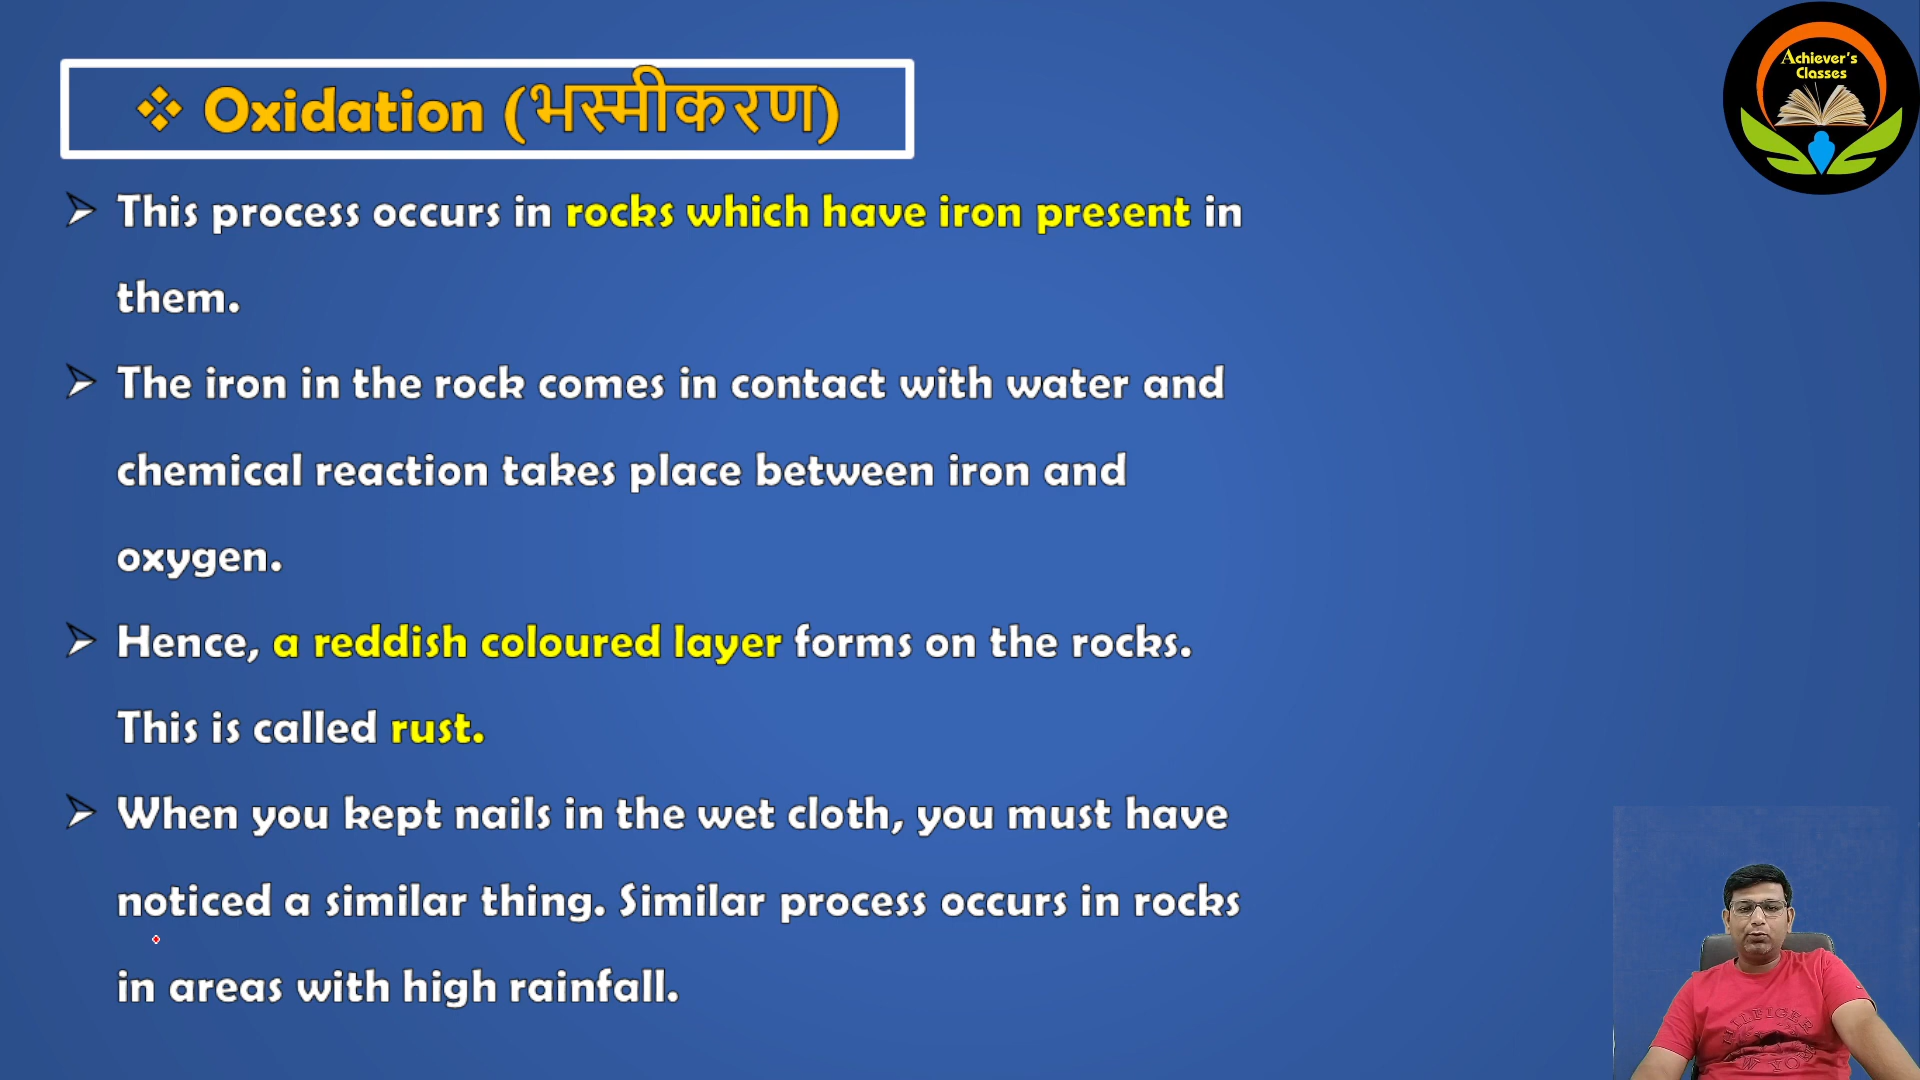 Achiever's
Classes
❖ Oxidation (भस्मीकरण)
➢ This process occurs in rocks which have iron present in
them.
➢ The iron in the rock comes in contact with water and
chemical reaction takes place between iron and
oxygen.
➢ Hence, a reddish coloured layer forms on the rocks.
This is called rust.
➢ When you kept nails in the wet cloth, you must have
noticed a similar thing. Similar process occurs in rocks
in areas with high rainfall.